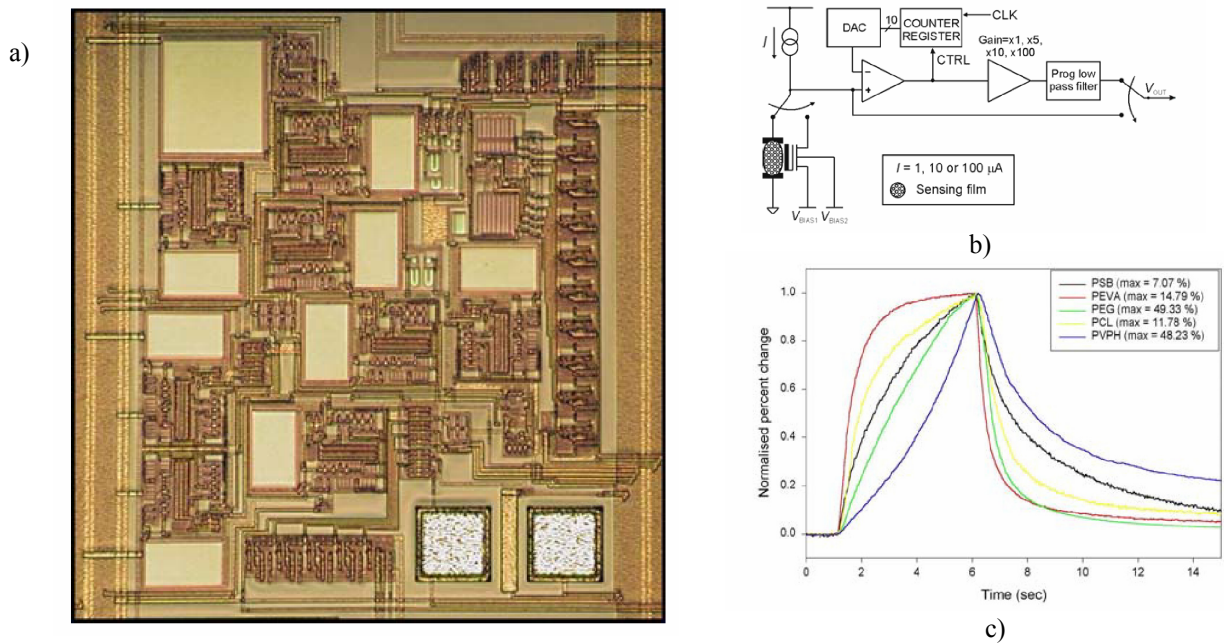 a)
I
DAC
10
COUNTER
REGISTER
CLK
CTRL
Gain=x1, x5,
x10, x100
Prog low
pass filter
V_OUT
−
+
I = 1, 10 or 100 μA
Sensing film
V_BIAS1 V_BIAS2
b)
Normalised percent change
1.0
0.8
0.6
0.4
0.2
0.0
PSB (max = 7.07 %)
PEVA (max = 14.79 %)
PEG (max = 49.33 %)
PCL (max = 11.78 %)
PVPH (max = 48.23 %)
0 2 4 6 8 10 12 14
Time (sec)
c)